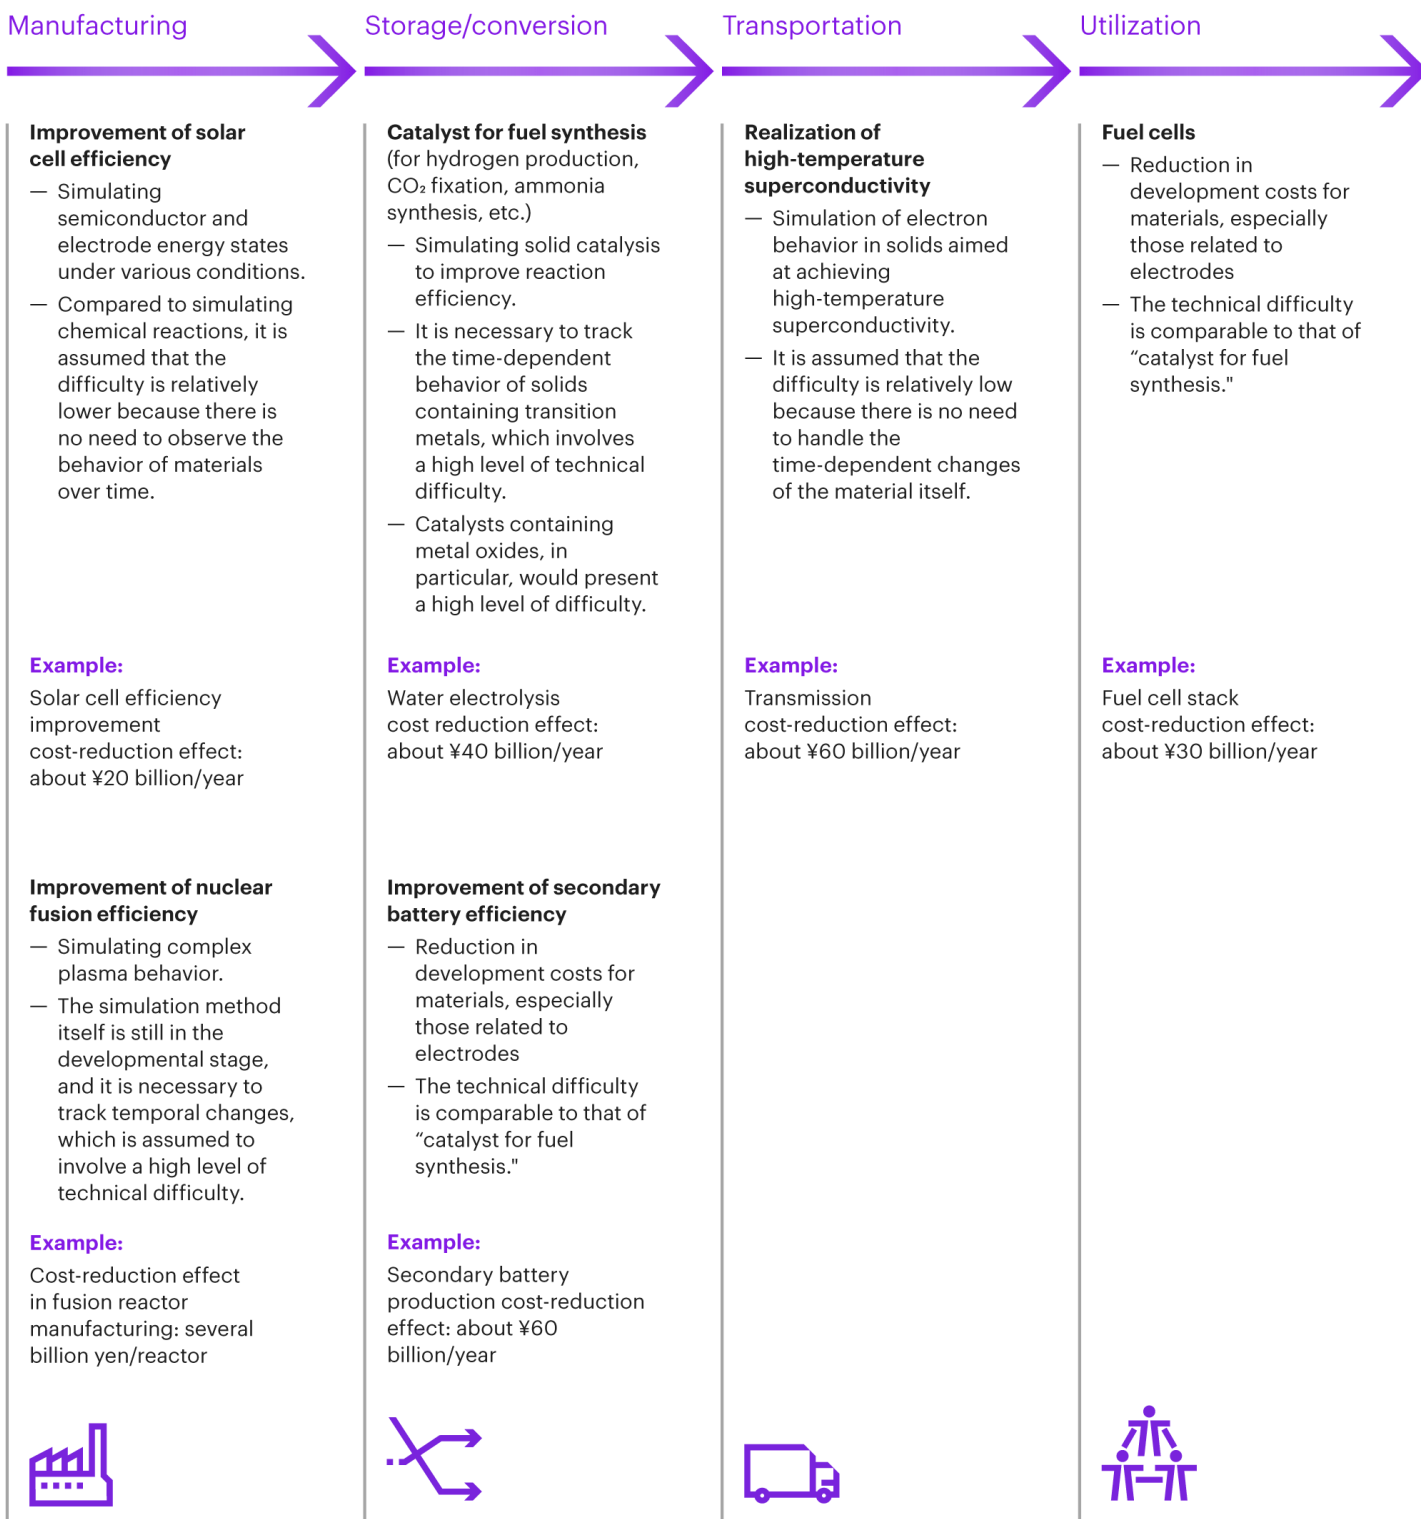 Manufacturing
Improvement of solar
cell efficiency
— Simulating
semiconductor and
electrode energy states
under various conditions.
— Compared to simulating
chemical reactions, it is
assumed that the
difficulty is relatively
lower because there is
no need to observe the
behavior of materials
over time.
Example:
Solar cell efficiency
improvement
cost-reduction effect:
about ¥20 billion/year
Improvement of nuclear
fusion efficiency
— Simulating complex
plasma behavior.
— The simulation method
itself is still in the
developmental stage,
and it is necessary to
track temporal changes,
which is assumed to
involve a high level of
technical difficulty.
Example:
Cost-reduction effect
in fusion reactor
manufacturing: several
billion yen/reactor
Storage/conversion
Catalyst for fuel synthesis
(for hydrogen production,
CO₂ fixation, ammonia
synthesis, etc.)
— Simulating solid catalysis
to improve reaction
efficiency.
— It is necessary to track
the time-dependent
behavior of solids
containing transition
metals, which involves
a high level of technical
difficulty.
— Catalysts containing
metal oxides, in
particular, would present
a high level of difficulty.
Example:
Water electrolysis
cost reduction effect:
about ¥40 billion/year
Improvement of secondary
battery efficiency
— Reduction in
development costs for
materials, especially
those related to
electrodes
— The technical difficulty
is comparable to that of
“catalyst for fuel
synthesis."
Example:
Secondary battery
production cost-reduction
effect: about ¥60
billion/year
Transportation
Realization of
high-temperature
superconductivity
— Simulation of electron
behavior in solids aimed
at achieving
high-temperature
superconductivity.
— It is assumed that the
difficulty is relatively low
because there is no need
to handle the
time-dependent changes
of the material itself.
Example:
Transmission
cost-reduction effect:
about ¥60 billion/year
Utilization
Fuel cells
— Reduction in
development costs for
materials, especially
those related to
electrodes
— The technical difficulty
is comparable to that of
“catalyst for fuel
synthesis."
Example:
Fuel cell stack
cost-reduction effect:
about ¥30 billion/year